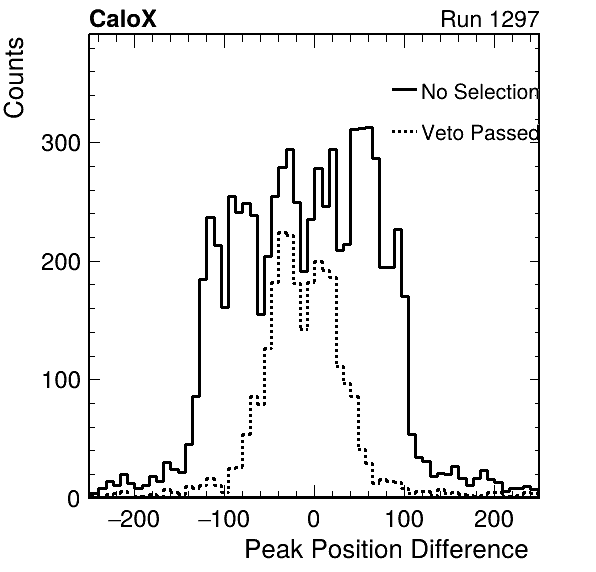 CaloX
Run 1297
Counts
No Selection
Veto Passed
300
200
100
0
−200
−100
0
100
200
Peak Position Difference